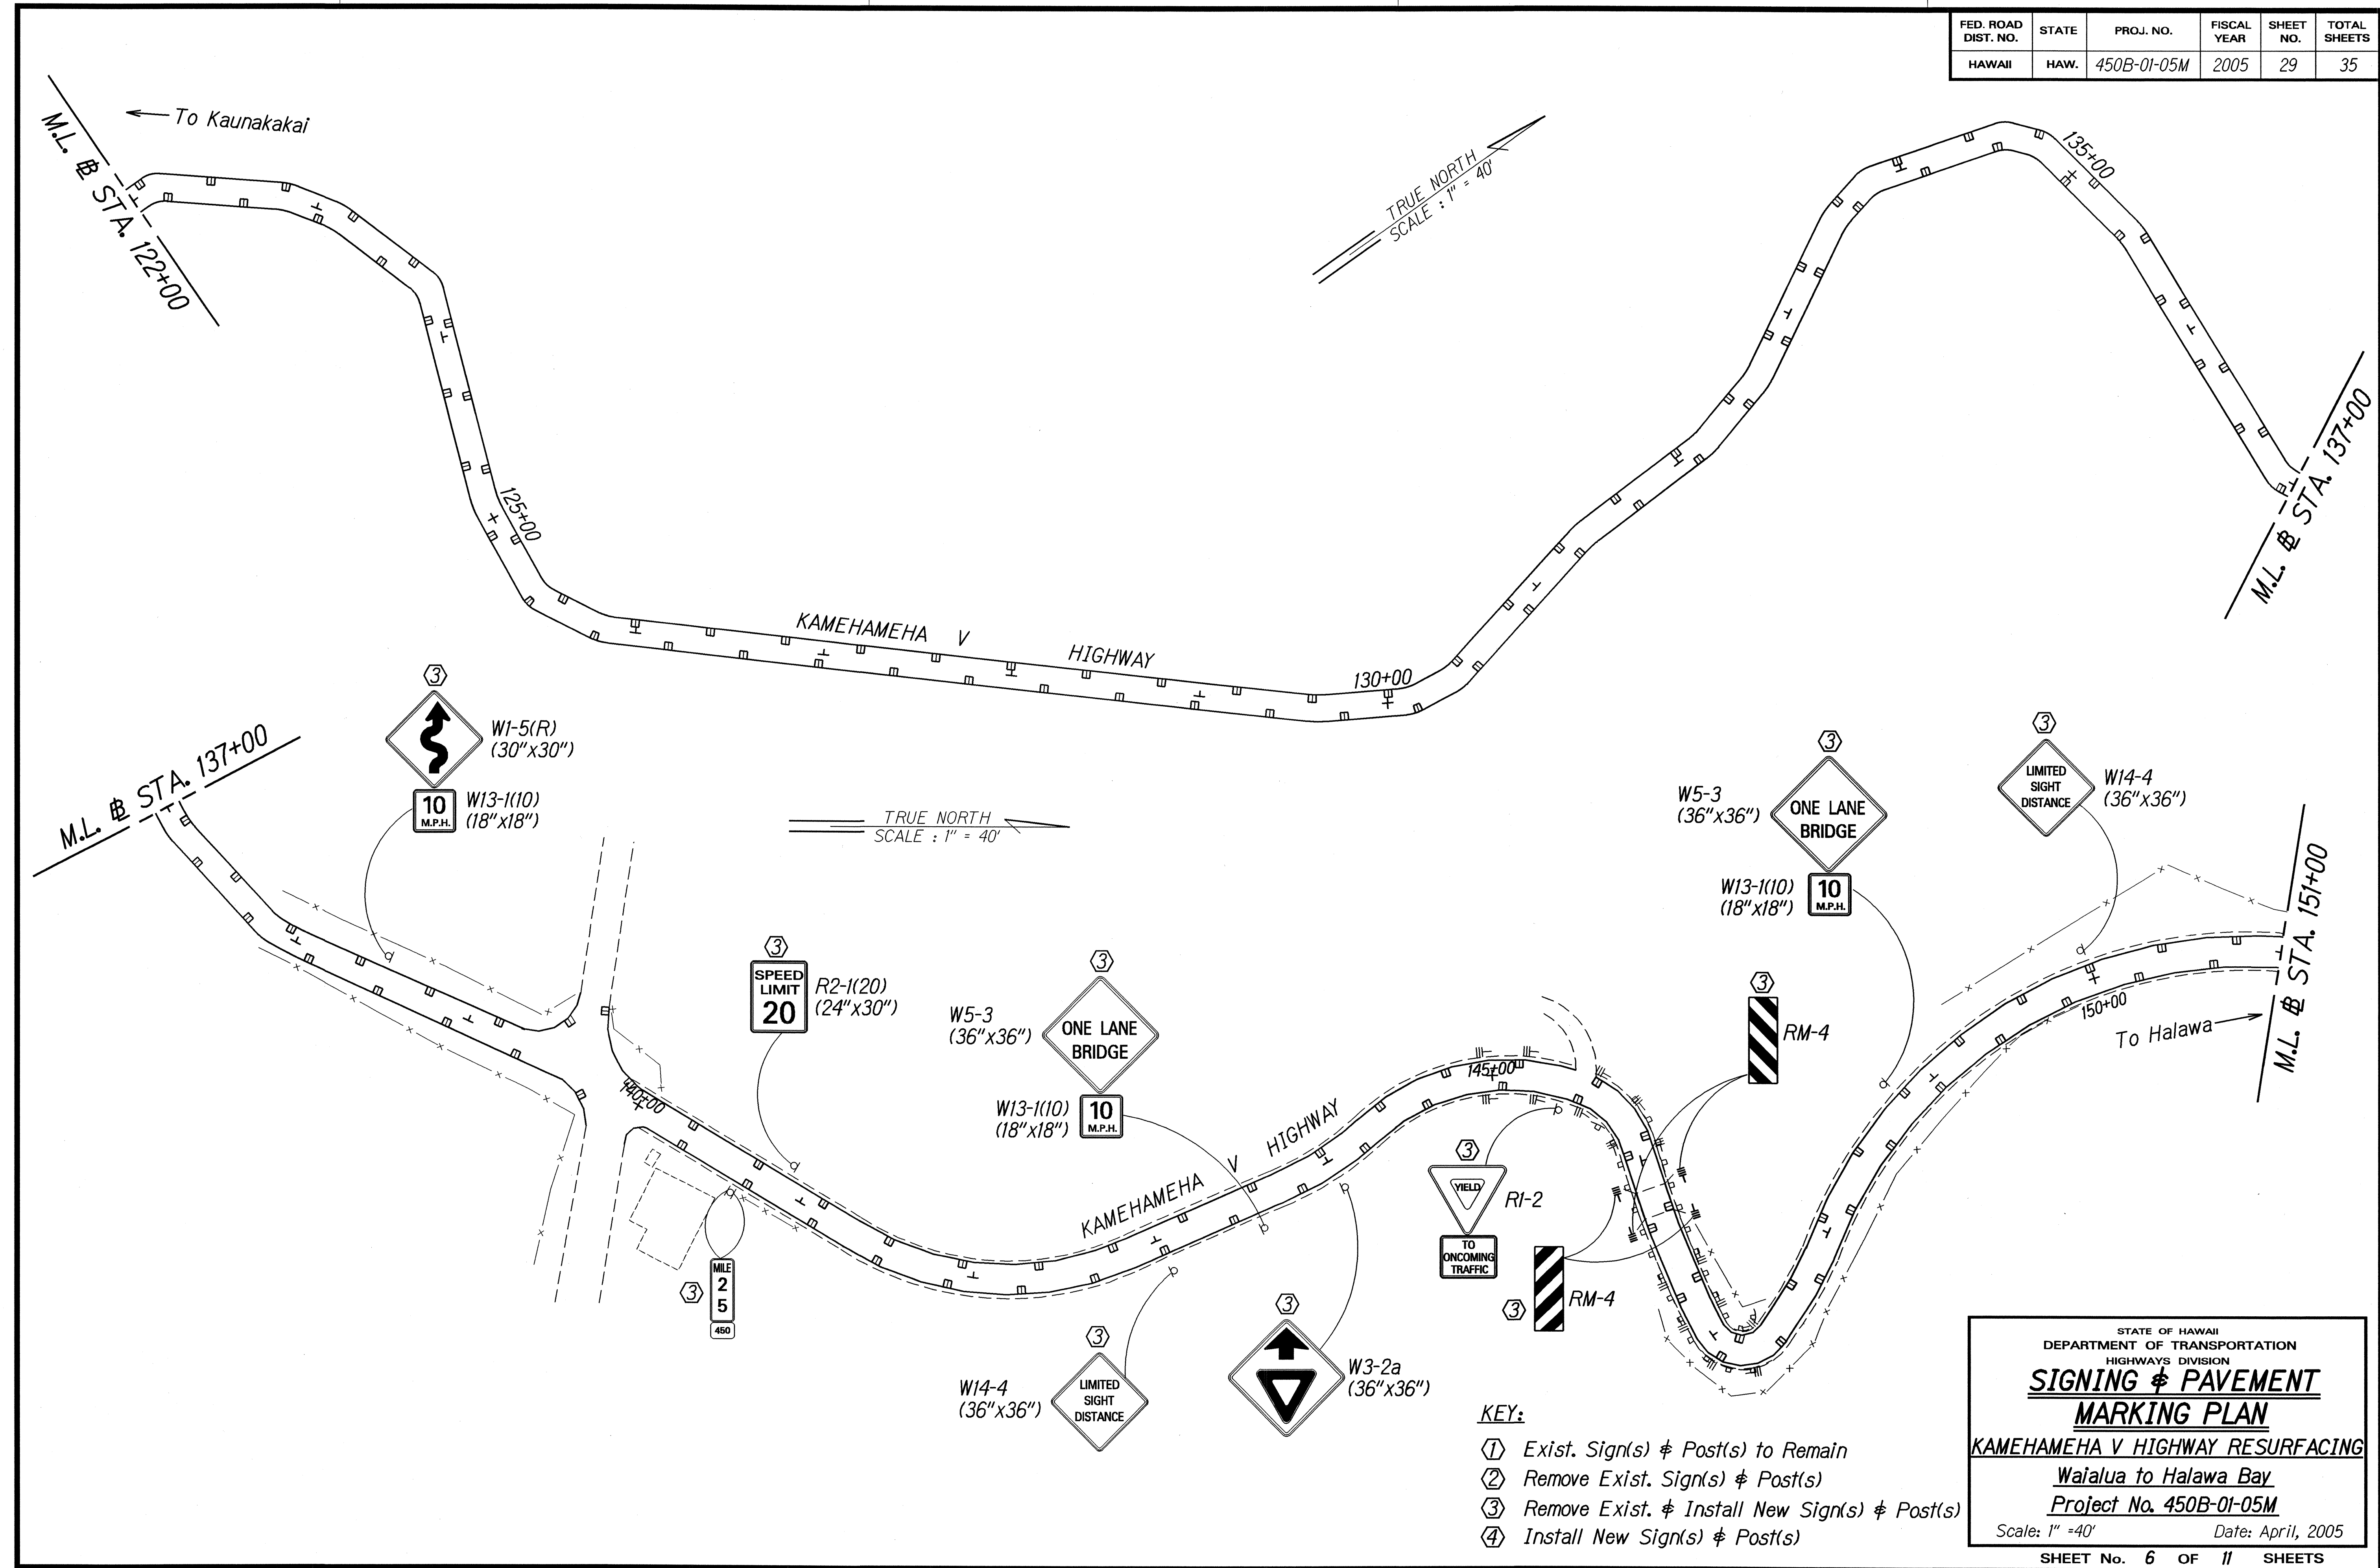 FED. ROAD DIST. NO.
STATE
PROJ. NO.
FISCAL YEAR
SHEET NO.
TOTAL SHEETS
HAWAII
HAW.
450B-01-05M
2005
29
35
To Kaunakakai
M.L. BL STA. 122+00
TRUE NORTH
SCALE : 1" = 40'
135+00
M.L. BL STA. 137+00
125+00
KAMEHAMEHA V HIGHWAY
130+00
M.L. BL STA. 137+00
3
W1-5(R)
(30"x30")
10
M.P.H.
W13-1(10)
(18"x18")
TRUE NORTH
SCALE : 1" = 40'
3
W5-3
(36"x36")
ONE LANE
BRIDGE
W13-1(10)
(18"x18")
10
M.P.H.
3
LIMITED
SIGHT
DISTANCE
W14-4
(36"x36")
M.L. BL STA. 151+00
3
SPEED
LIMIT
20
R2-1(20)
(24"x30")
3
W5-3
(36"x36")
ONE LANE
BRIDGE
W13-1(10)
(18"x18")
10
M.P.H.
3
RM-4
150+00
To Halawa
140+00
145+00
KAMEHAMEHA V HIGHWAY
3
YIELD
R1-2
TO
ONCOMING
TRAFFIC
3
RM-4
3
MILE
2
5
450
3
W14-4
(36"x36")
LIMITED
SIGHT
DISTANCE
3
W3-2a
(36"x36")
KEY:
1 Exist. Sign(s) & Post(s) to Remain
2 Remove Exist. Sign(s) & Post(s)
3 Remove Exist. & Install New Sign(s) & Post(s)
4 Install New Sign(s) & Post(s)
STATE OF HAWAII
DEPARTMENT OF TRANSPORTATION
HIGHWAYS DIVISION
SIGNING & PAVEMENT
MARKING PLAN
KAMEHAMEHA V HIGHWAY RESURFACING
Waialua to Halawa Bay
Project No. 450B-01-05M
Scale: 1" =40' Date: April, 2005
SHEET No. 6 OF 11 SHEETS